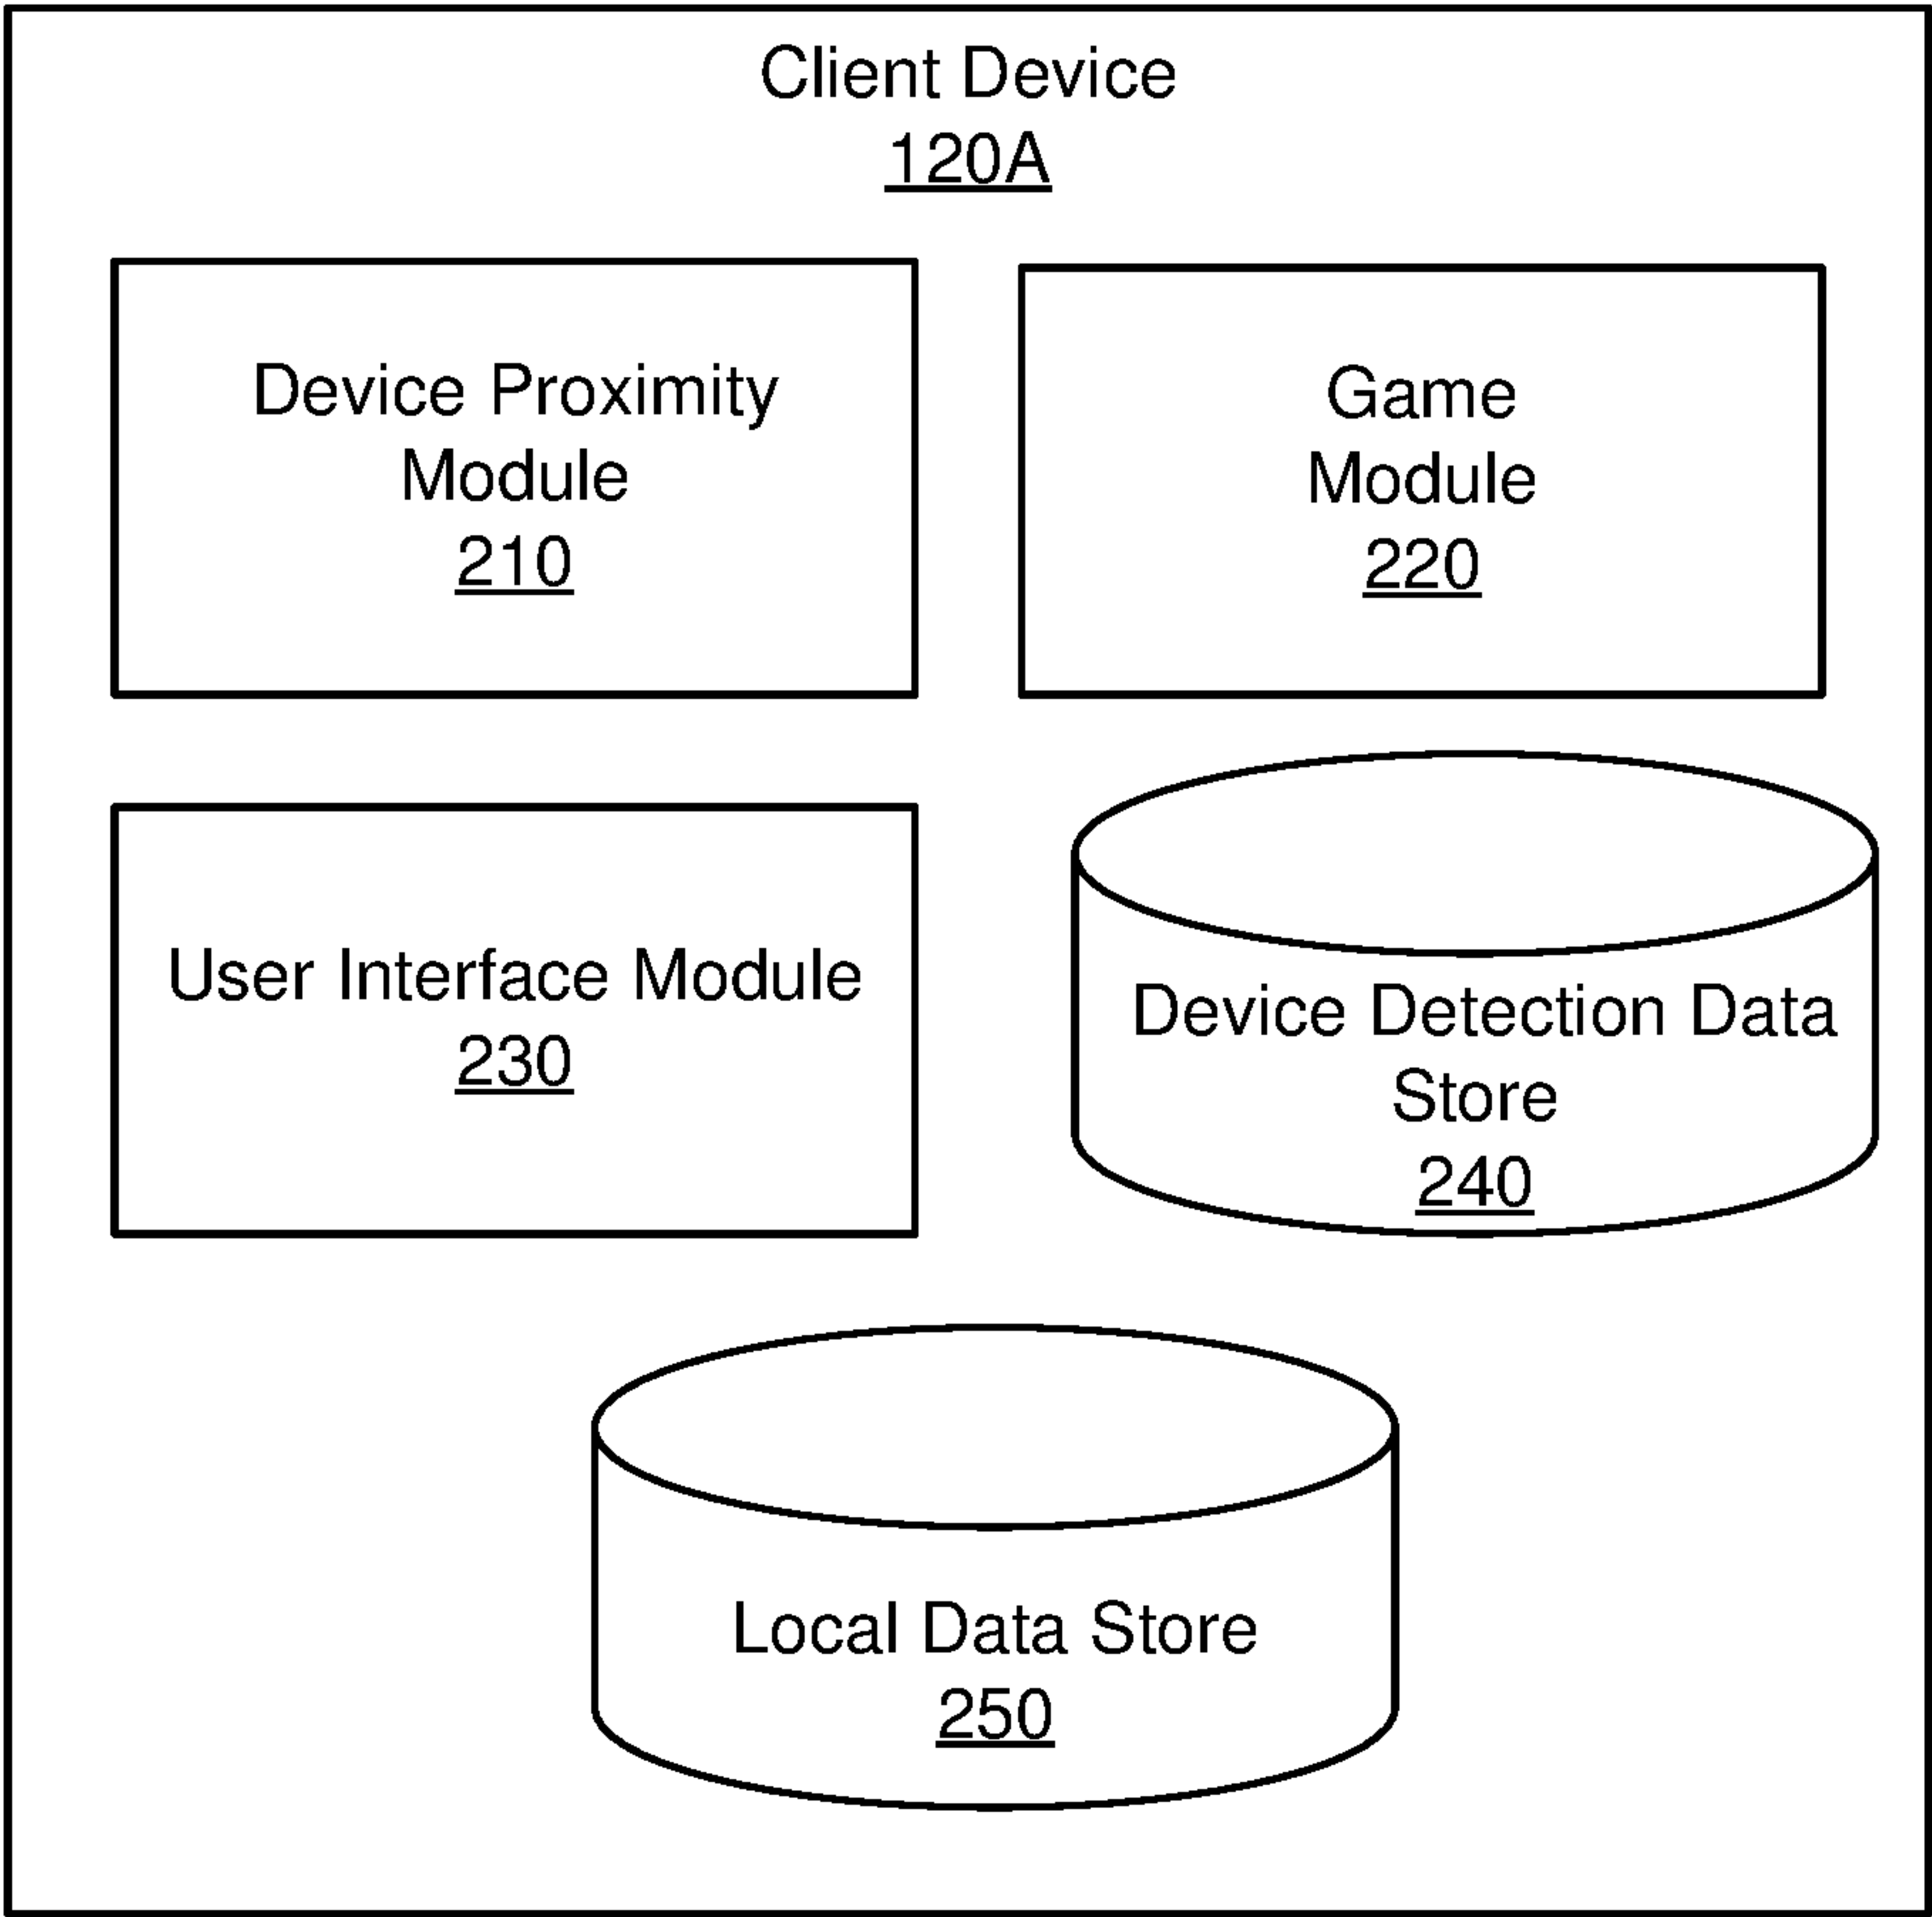 Client Device
120A
Device Proximity
Module
210
Game
Module
220
User Interface Module
230
Device Detection Data
Store
240
Local Data Store
250